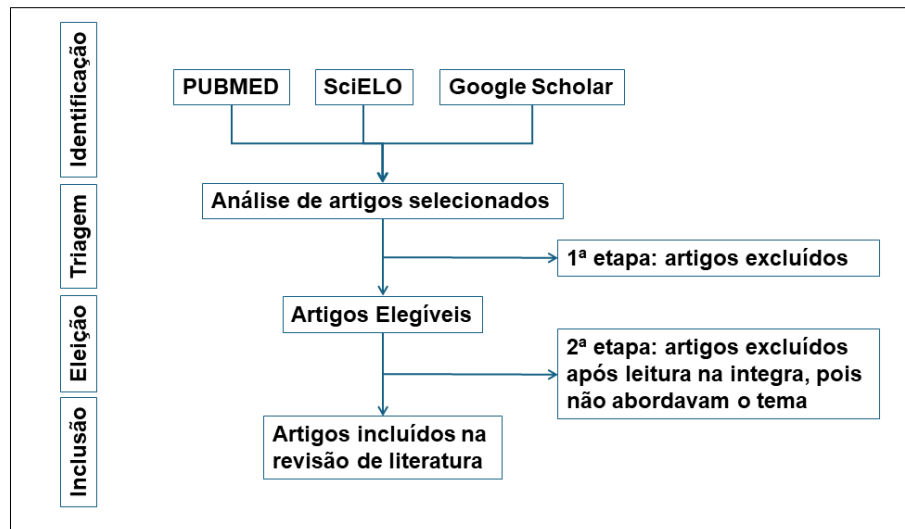 Identificação
PUBMED
SciELO
Google Scholar
Triagem
Análise de artigos selecionados
1ª etapa: artigos excluídos
Eleição
Artigos Elegíveis
2ª etapa: artigos excluídos
após leitura na integra, pois
não abordavam o tema
Inclusão
Artigos incluídos na
revisão de literatura